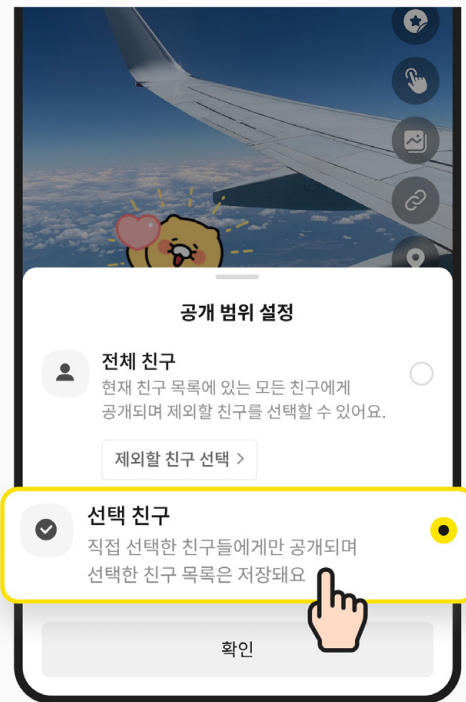 공개 범위 설정
전체 친구
현재 친구 목록에 있는 모든 친구에게
공개되며 제외할 친구를 선택할 수 있어요.
제외할 친구 선택 >
선택 친구
직접 선택한 친구들에게만 공개되며
선택한 친구 목록은 저장돼요
확인